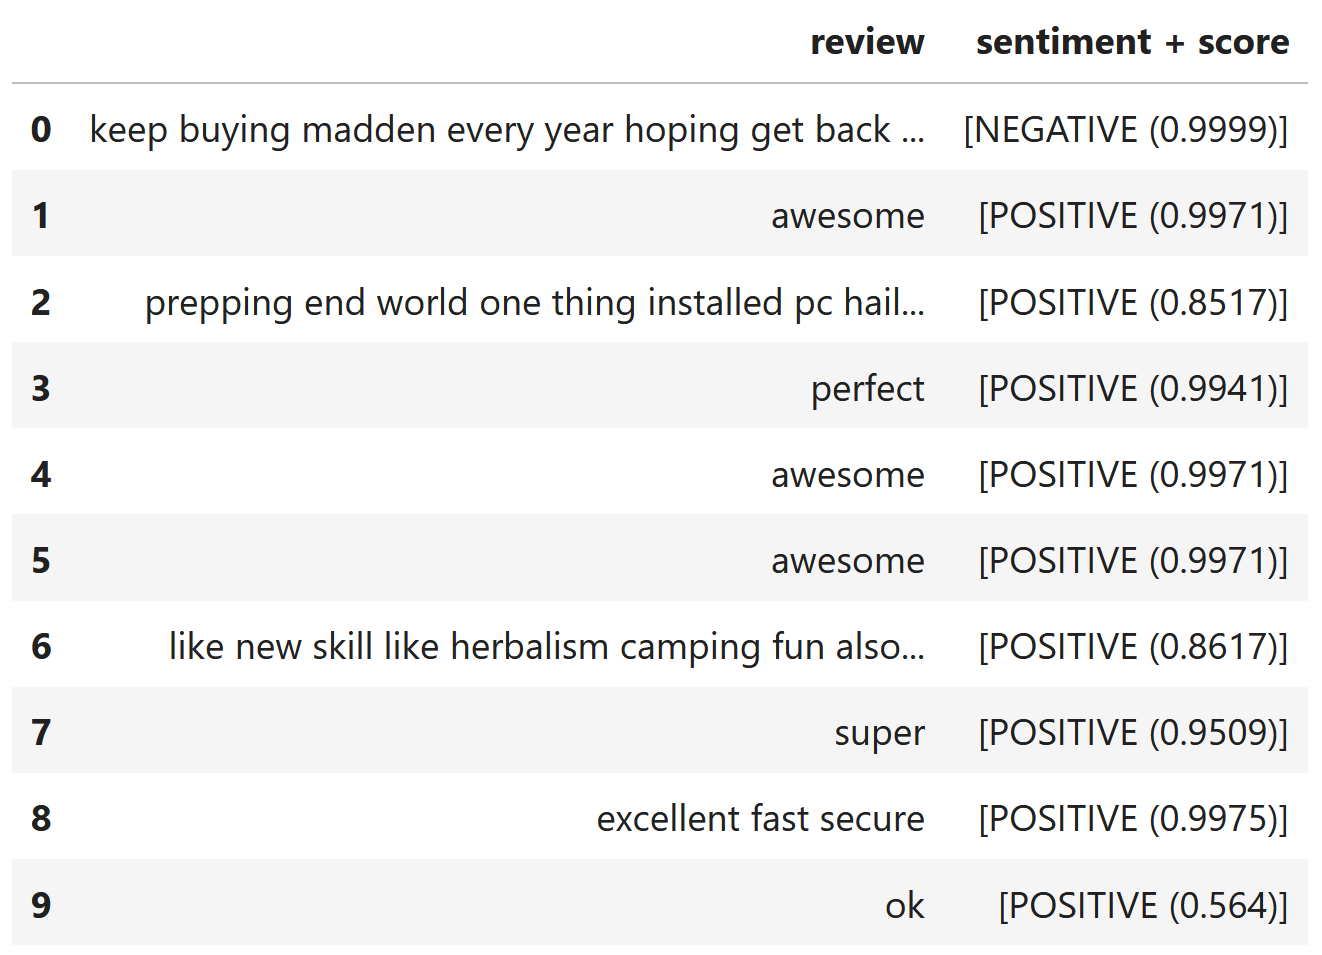 review sentiment + score
0 keep buying madden every year hoping get back ... [NEGATIVE (0.9999)]
1 awesome [POSITIVE (0.9971)]
2 prepping end world one thing installed pc hail... [POSITIVE (0.8517)]
3 perfect [POSITIVE (0.9941)]
4 awesome [POSITIVE (0.9971)]
5 awesome [POSITIVE (0.9971)]
6 like new skill like herbalism camping fun also... [POSITIVE (0.8617)]
7 super [POSITIVE (0.9509)]
8 excellent fast secure [POSITIVE (0.9975)]
9 ok [POSITIVE (0.564)]